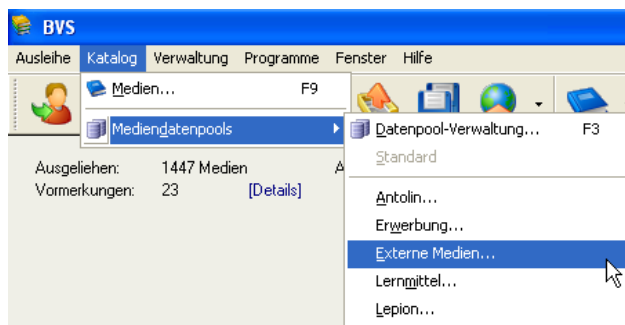 BVS
Ausleihe Katalog Verwaltung Programme Fenster Hilfe
Medien... F9
Mediendatenpools
Datenpool-Verwaltung... F3
Standard
Ausgeliehen: 1447 Medien A
Vormerkungen: 23 [Details]
Antolin...
Erwerbung...
Externe Medien...
Lernmittel...
Lepion...